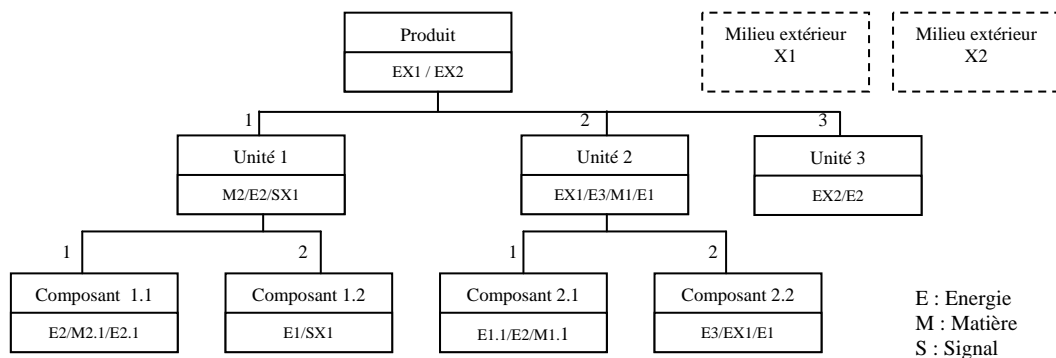 Produit
EX1 / EX2
Milieu extérieur
X1
Milieu extérieur
X2
1
2
3
Unité 1
M2/E2/SX1
Unité 2
EX1/E3/M1/E1
Unité 3
EX2/E2
1
2
1
2
Composant 1.1
E2/M2.1/E2.1
Composant 1.2
E1/SX1
Composant 2.1
E1.1/E2/M1.1
Composant 2.2
E3/EX1/E1
E : Energie
M : Matière
S : Signal